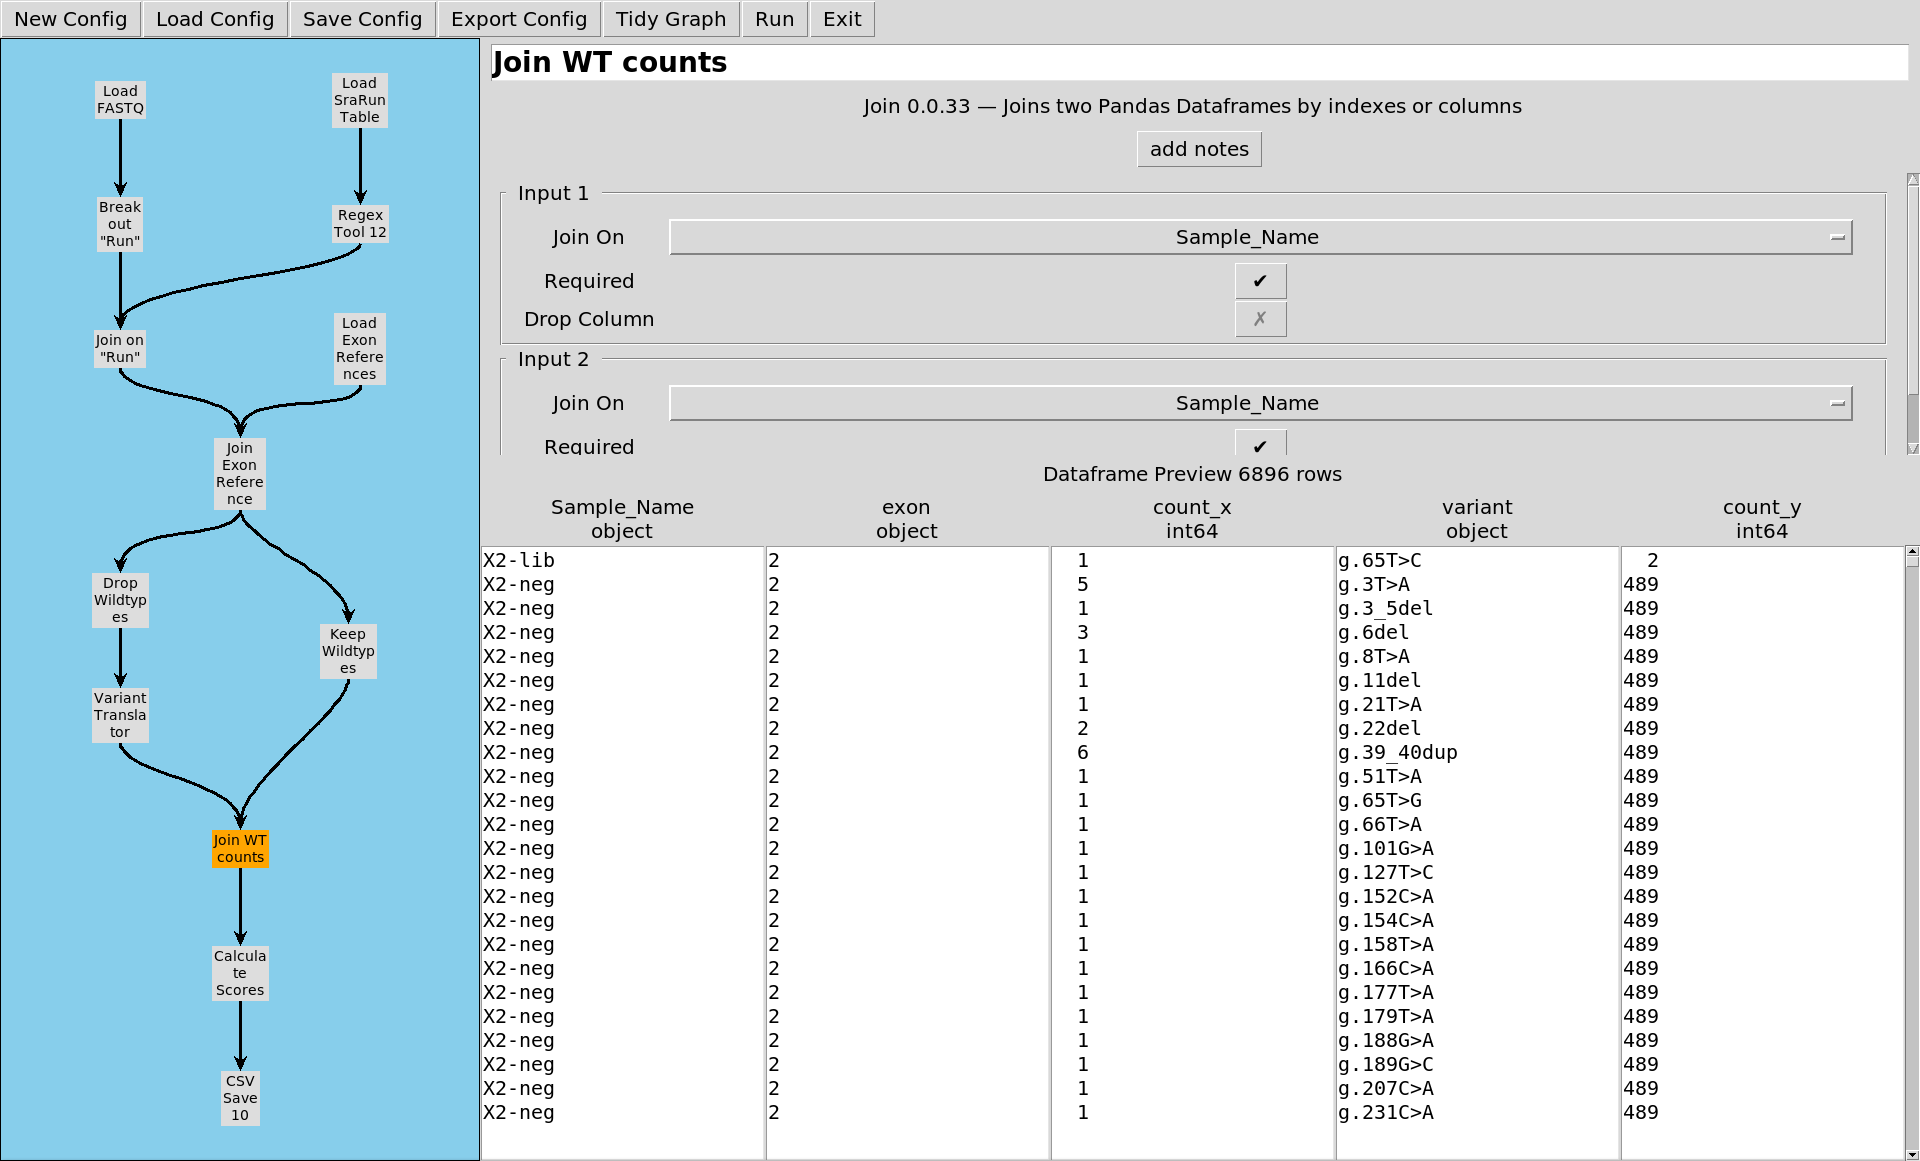 New Config Load Config Save Config Export Config Tidy Graph Run Exit
Load
FASTQ
Load
SraRun
Table
Break
out
"Run"
Regex
Tool 12
Join on
"Run"
Load
Exon
Refere
nces
Join
Exon
Refere
nce
Drop
Wildtyp
es
Keep
Wildtyp
es
Variant
Transla
tor
Join WT
counts
Calcula
te
Scores
CSV
Save
10
Join WT counts
Join 0.0.33 — Joins two Pandas Dataframes by indexes or columns
add notes
Input 1
Join On Sample_Name
Required ✔
Drop Column ✗
Input 2
Join On Sample_Name
Required ✔
Dataframe Preview 6896 rows
Sample_Name exon count_x variant count_y
object object int64 object int64
X2-lib 2 1 g.65T>C 2
X2-neg 2 5 g.3T>A 489
X2-neg 2 1 g.3_5del 489
X2-neg 2 3 g.6del 489
X2-neg 2 1 g.8T>A 489
X2-neg 2 1 g.11del 489
X2-neg 2 1 g.21T>A 489
X2-neg 2 2 g.22del 489
X2-neg 2 6 g.39_40dup 489
X2-neg 2 1 g.51T>A 489
X2-neg 2 1 g.65T>G 489
X2-neg 2 1 g.66T>A 489
X2-neg 2 1 g.101G>A 489
X2-neg 2 1 g.127T>C 489
X2-neg 2 1 g.152C>A 489
X2-neg 2 1 g.154C>A 489
X2-neg 2 1 g.158T>A 489
X2-neg 2 1 g.166C>A 489
X2-neg 2 1 g.177T>A 489
X2-neg 2 1 g.179T>A 489
X2-neg 2 1 g.188G>A 489
X2-neg 2 1 g.189G>C 489
X2-neg 2 1 g.207C>A 489
X2-neg 2 1 g.231C>A 489